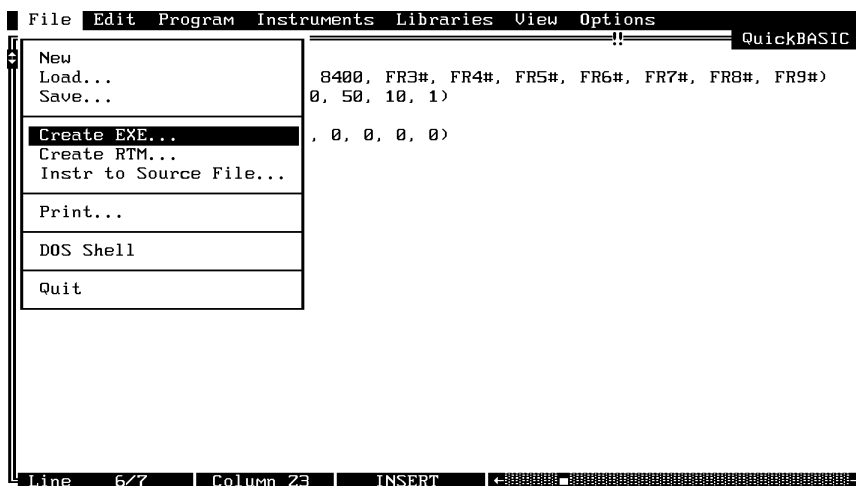 File Edit Program Instruments Libraries View Options
QuickBASIC
New
Load... 8400, FR3#, FR4#, FR5#, FR6#, FR7#, FR8#, FR9#)
Save... 0, 50, 10, 1)
Create EXE... , 0, 0, 0, 0)
Create RTM...
Instr to Source File...
Print...
DOS Shell
Quit
Line 6/7 Column 23 INSERT